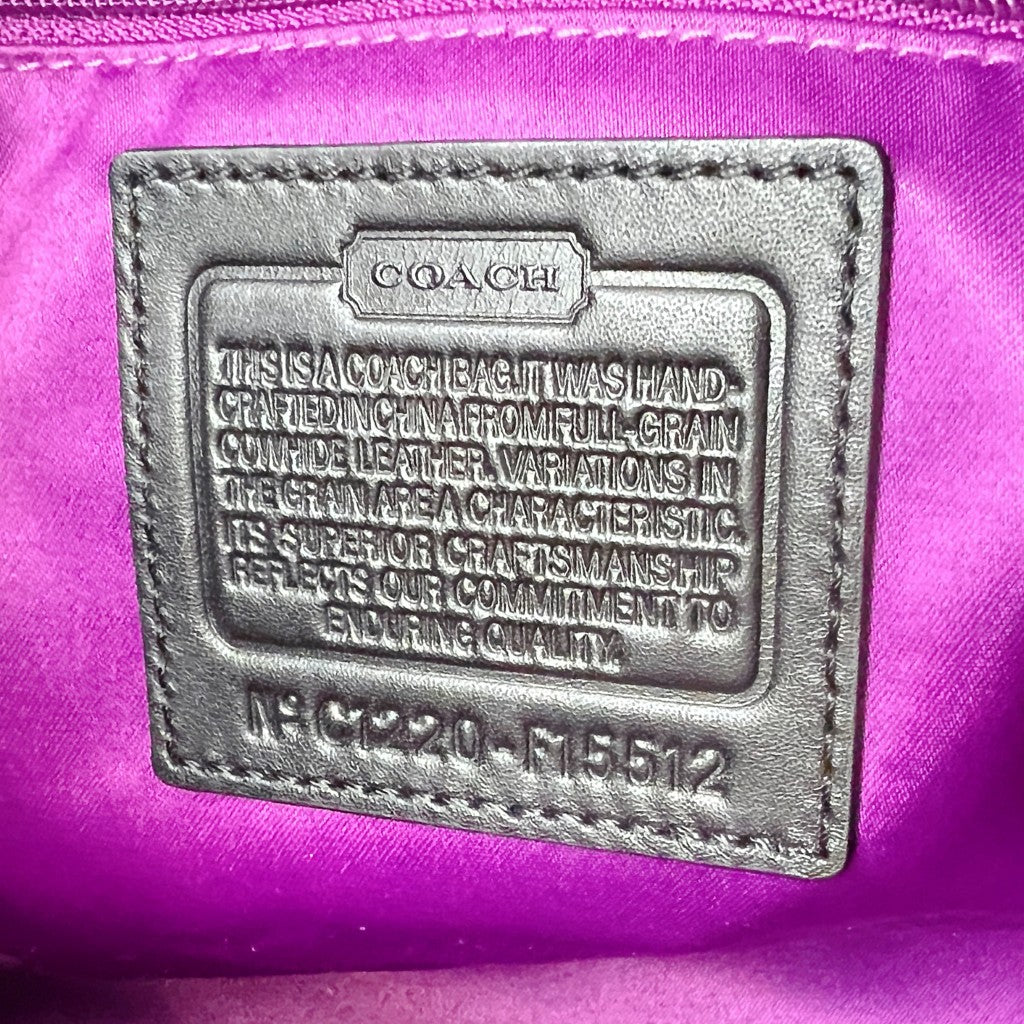 COACH
THIS IS A COACH BAG. IT WAS HAND-
CRAFTED IN CHINA FROM FULL-GRAIN
COWHIDE LEATHER. VARIATIONS IN
THE GRAIN ARE A CHARACTERISTIC.
ITS SUPERIOR CRAFTSMANSHIP
REFLECTS OUR COMMITMENT TO
ENDURING QUALITY.
Nº C1220-F15512